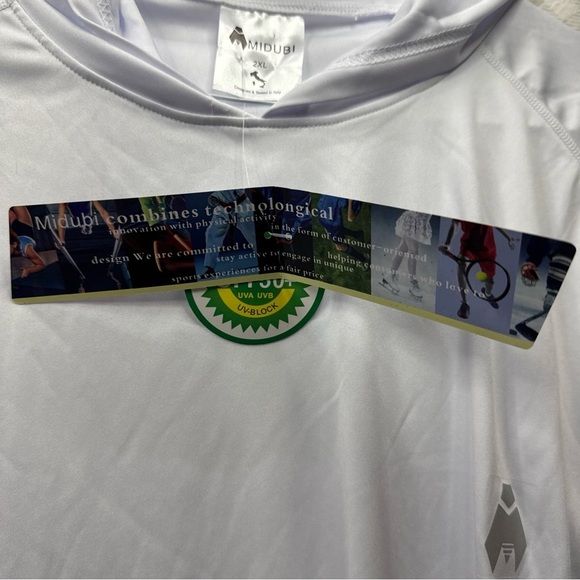 MIDUBI
2XL
Midubi combines technolongical
innovation with physical activity
in the form of customer-oriented
design We are committed to
helping consumers who love to
stay active to engage in unique
sports experiences for a fair price
UVA UVB
UV-BLOCK